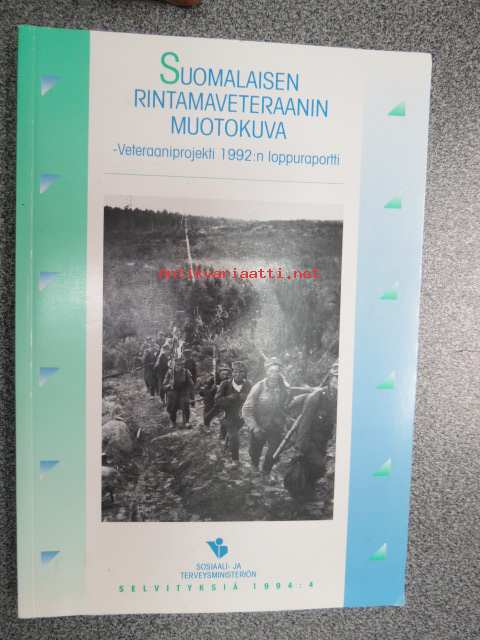 SUOMALAISEN
RINTAMAVETERAANIN
MUOTOKUVA
-Veteraaniprojekti 1992:n loppuraportti
antikvariaatti.net
SOSIAALI- JA
TERVEYSMINISTERIÖN
SELVITYKSIÄ 1994:4